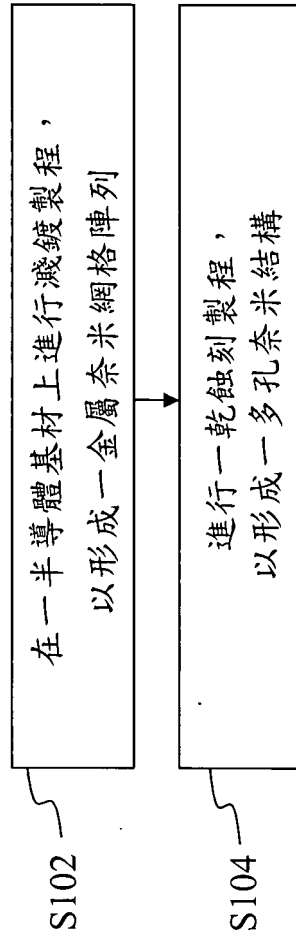 在一半導體基材上進行濺鍍製程，
以形成一金屬奈米網格陣列
S102
進行一乾蝕刻製程，
以形成一多孔奈米結構
S104